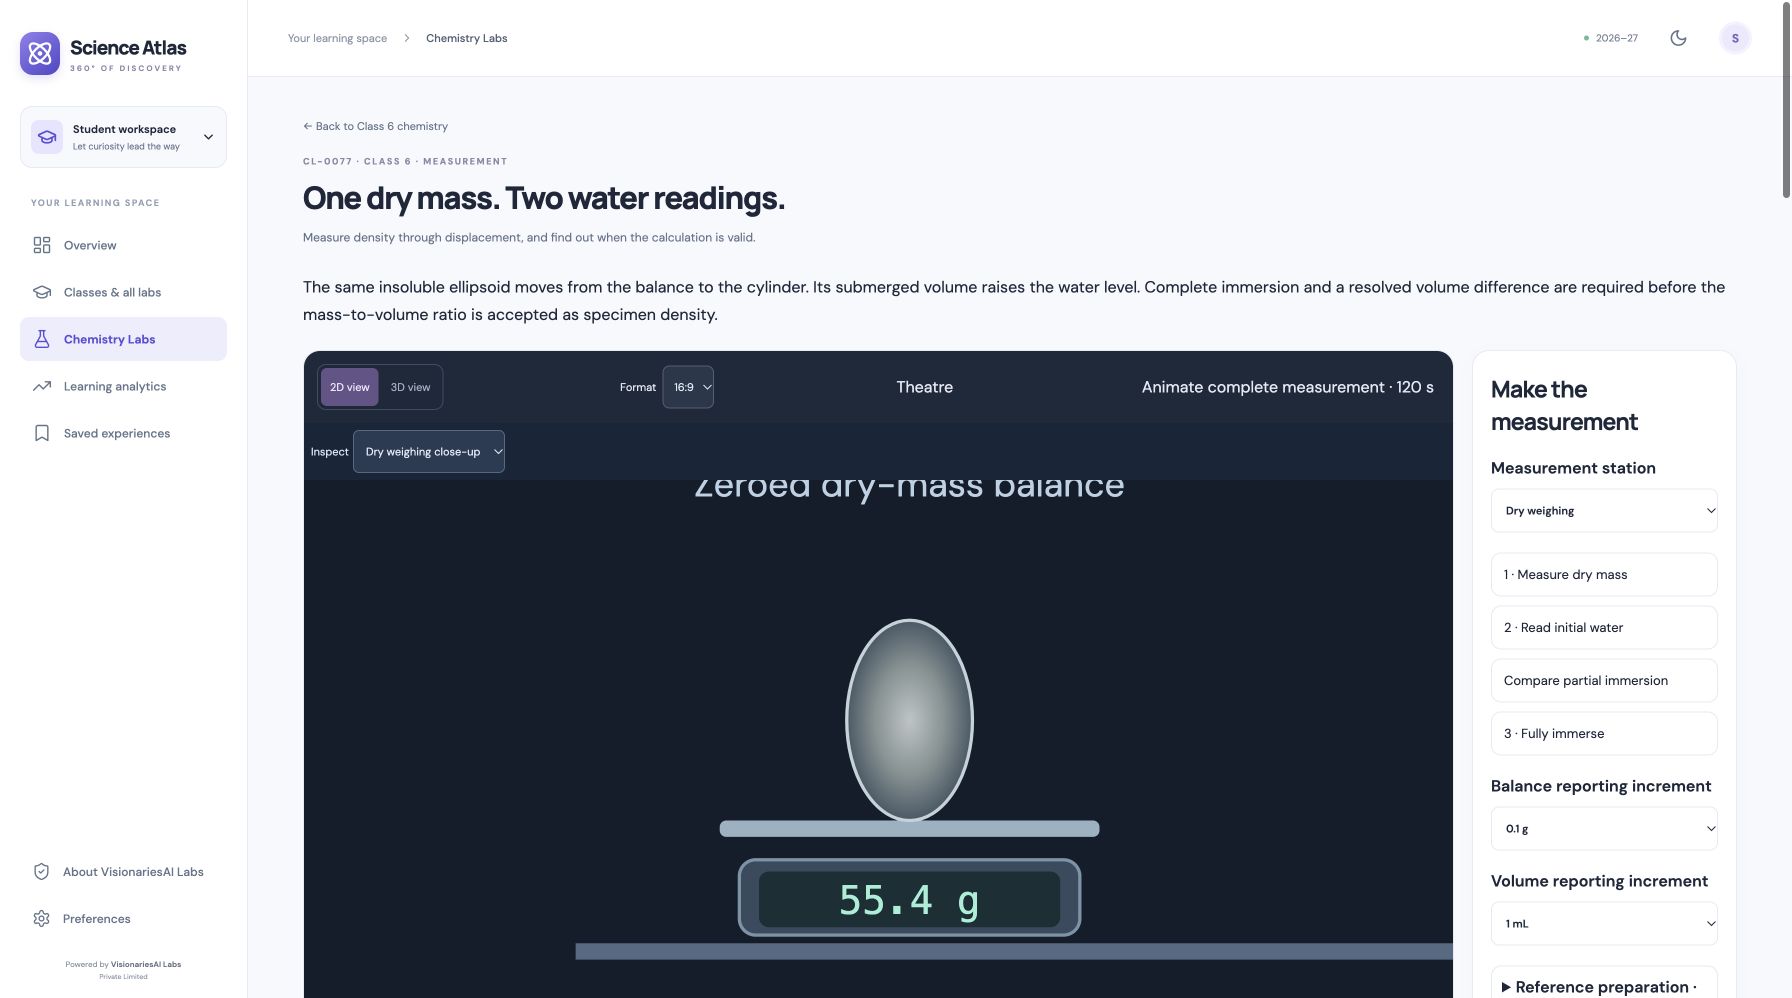 Science Atlas
360° OF DISCOVERY
Student workspace
Let curiosity lead the way
YOUR LEARNING SPACE
Overview
Classes & all labs
Chemistry Labs
Learning analytics
Saved experiences
About VisionariesAI Labs
Preferences
Powered by VisionariesAI Labs
Private Limited
Your learning space
Chemistry Labs
2026–27
S
← Back to Class 6 chemistry
CL-0077 · CLASS 6 · MEASUREMENT
One dry mass. Two water readings.
Measure density through displacement, and find out when the calculation is valid.
The same insoluble ellipsoid moves from the balance to the cylinder. Its submerged volume raises the water level. Complete immersion and a resolved volume difference are required before the
mass-to-volume ratio is accepted as specimen density.
2D view
3D view
Format
16:9
Theatre
Animate complete measurement · 120 s
Inspect
Dry weighing close-up
Zeroed dry-mass balance
55.4 g
Make the
measurement
Measurement station
Dry weighing
1 · Measure dry mass
2 · Read initial water
Compare partial immersion
3 · Fully immerse
Balance reporting increment
0.1 g
Volume reporting increment
1 mL
Reference preparation ·